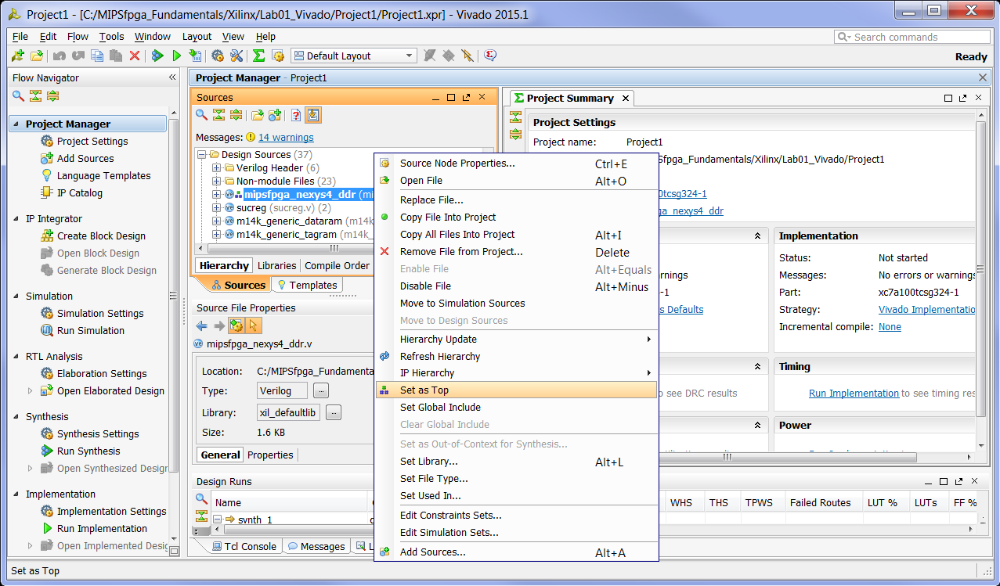 Project1 - [C:/MIPSfpga_Fundamentals/Xilinx/Lab01_Vivado/Project1/Project1.xpr] - Vivado 2015.1
File Edit Flow Tools Window Layout View Help
Search commands
Default Layout
Ready
Flow Navigator
Project Manager
Project Settings
Add Sources
Language Templates
IP Catalog
IP Integrator
Create Block Design
Open Block Design
Generate Block Design
Simulation
Simulation Settings
Run Simulation
RTL Analysis
Elaboration Settings
Open Elaborated Design
Synthesis
Synthesis Settings
Run Synthesis
Open Synthesized Design
Implementation
Implementation Settings
Run Implementation
Open Implemented Desig
Project Manager - Project1
Sources
Messages: 14 warnings
Design Sources (37)
Verilog Header (6)
Non-module Files (23)
mipsfpga_nexys4_ddr (mi
sucreg (sucreg.v) (2)
m14k_generic_dataram (m14k
m14k_generic_tagram (m14k_
Hierarchy Libraries Compile Order
Sources Templates
Source File Properties
mipsfpga_nexys4_ddr.v
Location: C:/MIPSfpga_Fundamenta
Type: Verilog
Library: xil_defaultlib
Size: 1.6 KB
General Properties
Design Runs
Name
synth_1
Tcl Console Messages L
Source Node Properties... Ctrl+E
Open File Alt+O
Replace File...
Copy File Into Project
Copy All Files Into Project Alt+I
Remove File from Project... Delete
Enable File Alt+Equals
Disable File Alt+Minus
Move to Simulation Sources
Move to Design Sources
Hierarchy Update
Refresh Hierarchy
IP Hierarchy
Set as Top
Set Global Include
Clear Global Include
Set as Out-of-Context for Synthesis...
Set Library... Alt+L
Set File Type...
Set Used In...
Edit Constraints Sets...
Edit Simulation Sets...
Add Sources... Alt+A
Project Summary
Project Settings
Project name: Project1
Sfpga_Fundamentals/Xilinx/Lab01_Vivado/Project1
0tcsg324-1
ga_nexys4_ddr
rnings
-1
s Defaults
Implementation
Status: Not started
Messages: No errors or warnings
Part: xc7a100tcsg324-1
Strategy: Vivado Implementatio
Incremental compile: None
o see DRC results
Timing
Run Implementation to see timing res
Power
WHS THS TPWS Failed Routes LUT % LUTs FF %
Set as Top